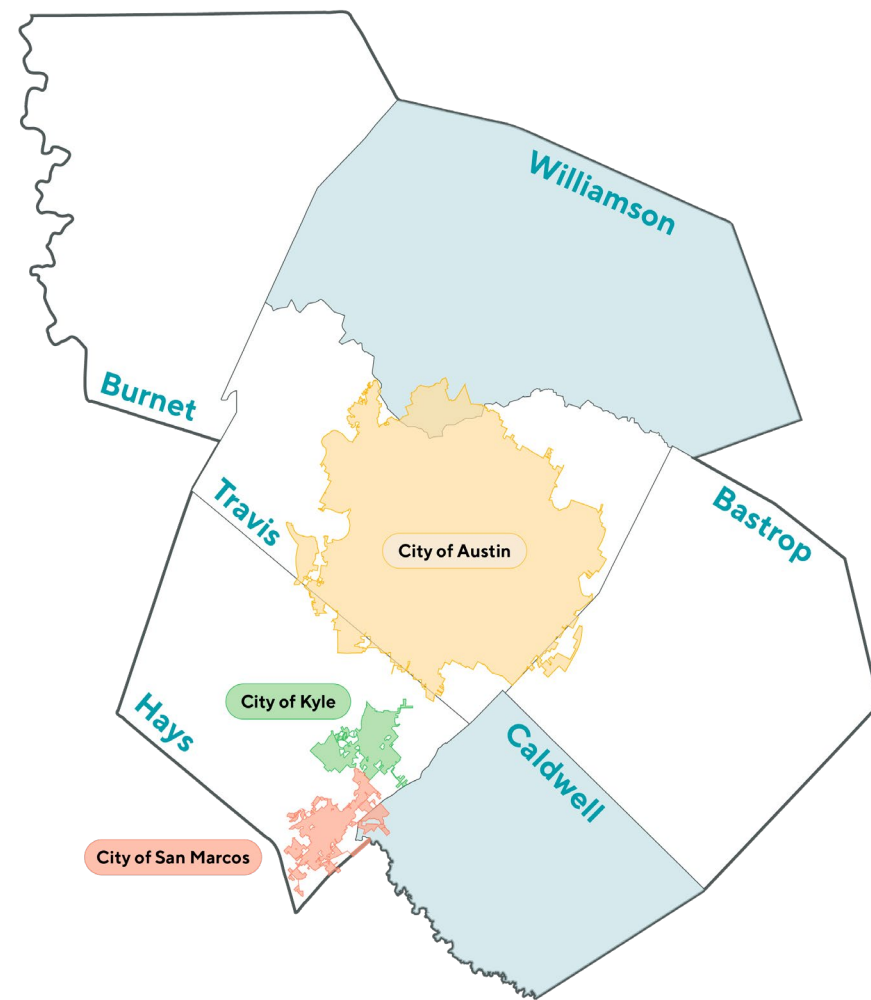 Williamson
Burnet
Travis
Bastrop
City of Austin
City of Kyle
Hays
Caldwell
City of San Marcos